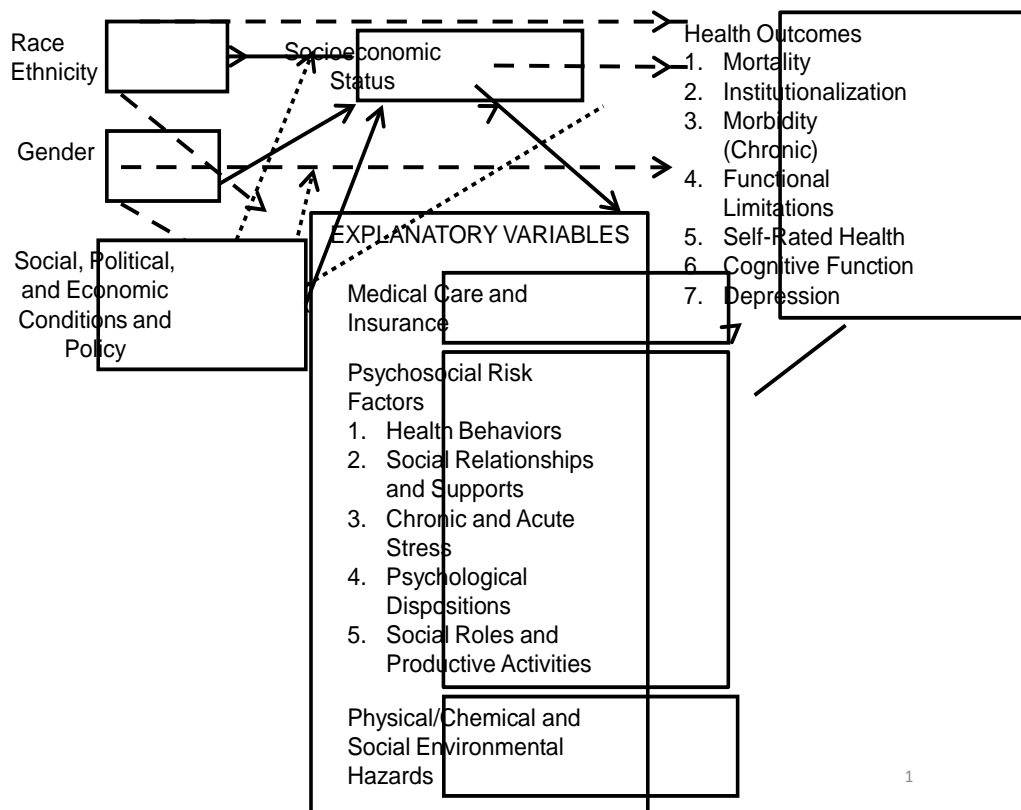 Race
Ethnicity
Socioeconomic
Status
Gender
Social, Political,
and Economic
Conditions and
Policy
Health Outcomes
1. Mortality
2. Institutionalization
3. Morbidity
(Chronic)
4. Functional
Limitations
5. Self-Rated Health
6. Cognitive Function
7. Depression
EXPLANATORY VARIABLES
Medical Care and
Insurance
Psychosocial Risk
Factors
1. Health Behaviors
2. Social Relationships
and Supports
3. Chronic and Acute
Stress
4. Psychological
Dispositions
5. Social Roles and
Productive Activities
Physical/Chemical and
Social Environmental
Hazards
1